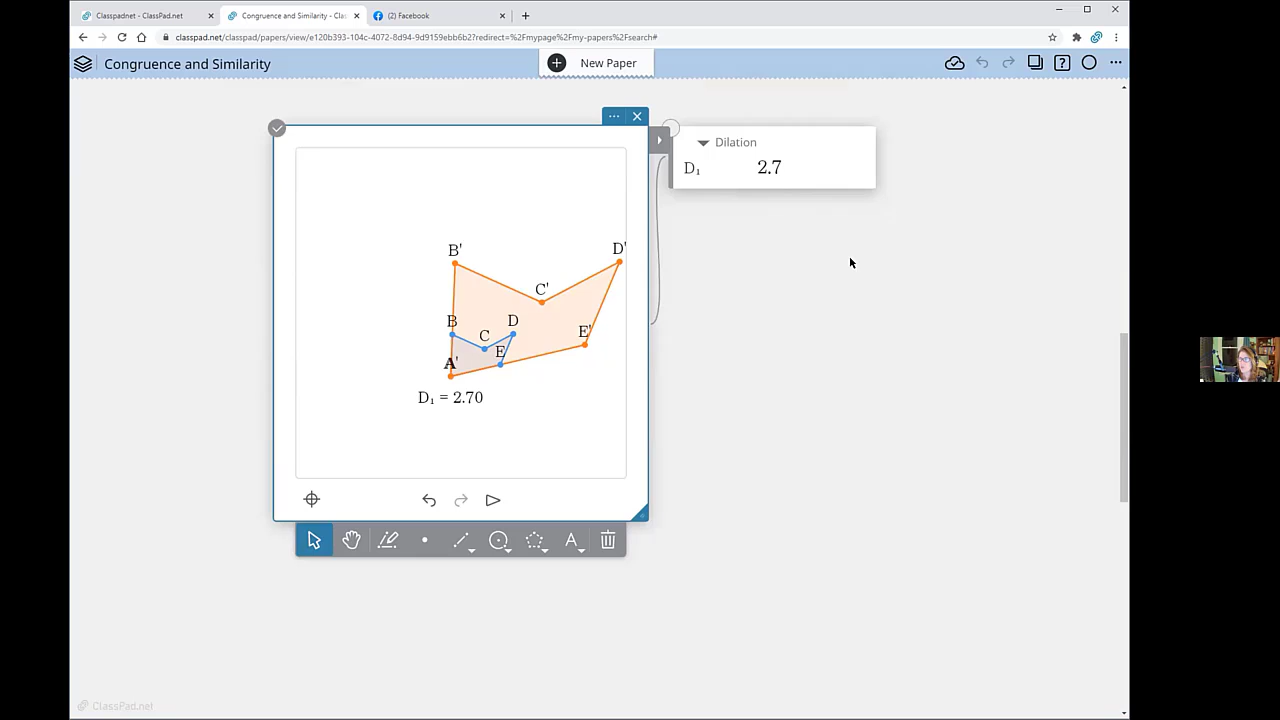 Classpadnet - ClassPad.net
Congruence and Similarity - Clas
(2) Facebook
classpad.net/classpad/papers/view/e120b393-104c-4072-8d94-9d9159ebb6b2?redirect=%2Fmypage%2Fmy-papers%2Fsearch#
Congruence and Similarity
New Paper
Dilation
D₁ 2.7
B'
D'
C'
B
D
C
E'
E
A'
D₁ = 2.70
A
ClassPad.net